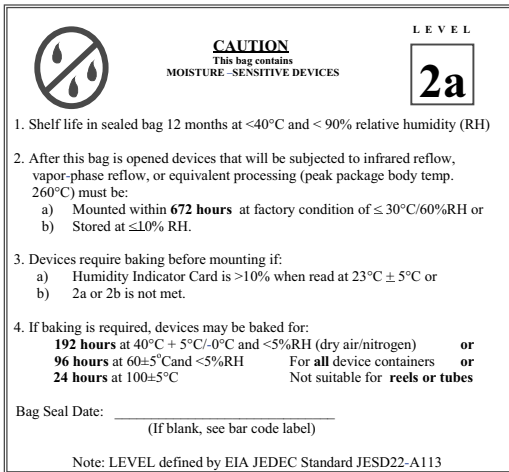 LEVEL
CAUTION
This bag contains
MOISTURE –SENSITIVE DEVICES
2a
1. Shelf life in sealed bag 12 months at <40°C and < 90% relative humidity (RH)
2. After this bag is opened devices that will be subjected to infrared reflow,
vapor-phase reflow, or equivalent processing (peak package body temp.
260°C) must be:
a) Mounted within 672 hours at factory condition of ≤ 30°C/60%RH or
b) Stored at ≤10% RH.
3. Devices require baking before mounting if:
a) Humidity Indicator Card is >10% when read at 23°C ± 5°C or
b) 2a or 2b is not met.
4. If baking is required, devices may be baked for:
192 hours at 40°C + 5°C/-0°C and <5%RH (dry air/nitrogen) or
96 hours at 60±5°Cand <5%RH For all device containers or
24 hours at 100±5°C Not suitable for reels or tubes
Bag Seal Date: ____________________________
(If blank, see bar code label)
Note: LEVEL defined by EIA JEDEC Standard JESD22-A113